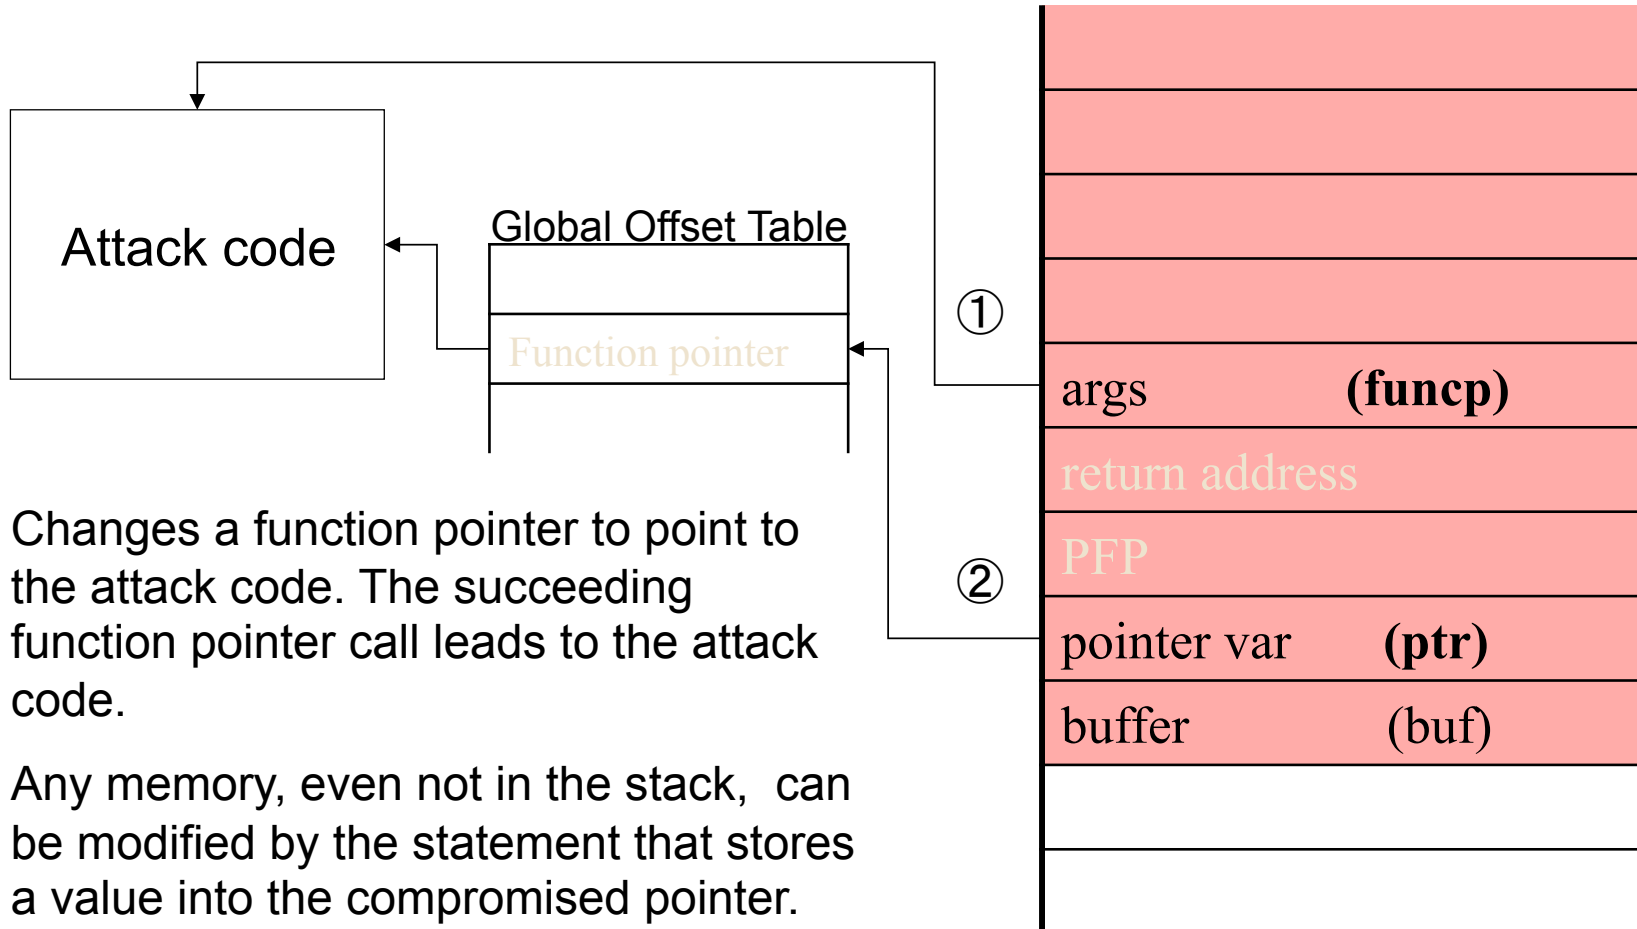 Attack code
Global Offset Table
Function pointer
①
②
args (funcp)
return address
PFP
pointer var (ptr)
buffer (buf)
Changes a function pointer to point to
the attack code. The succeeding
function pointer call leads to the attack
code.
Any memory, even not in the stack,  can
be modified by the statement that stores
a value into the compromised pointer.